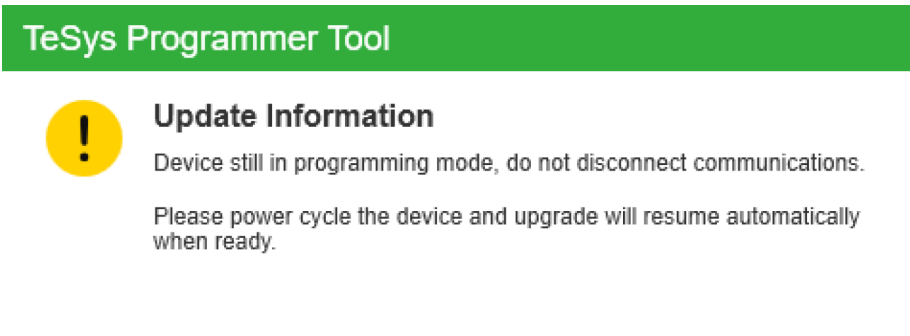 TeSys Programmer Tool
Update Information
Device still in programming mode, do not disconnect communications.
Please power cycle the device and upgrade will resume automatically
when ready.